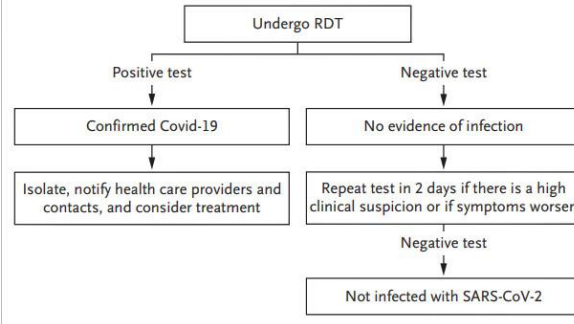 Undergo RDT
Positive test
Negative test
Confirmed Covid-19
No evidence of infection
Isolate, notify health care providers and
contacts, and consider treatment
Repeat test in 2 days if there is a high
clinical suspicion or if symptoms worsen
Negative test
Not infected with SARS-CoV-2